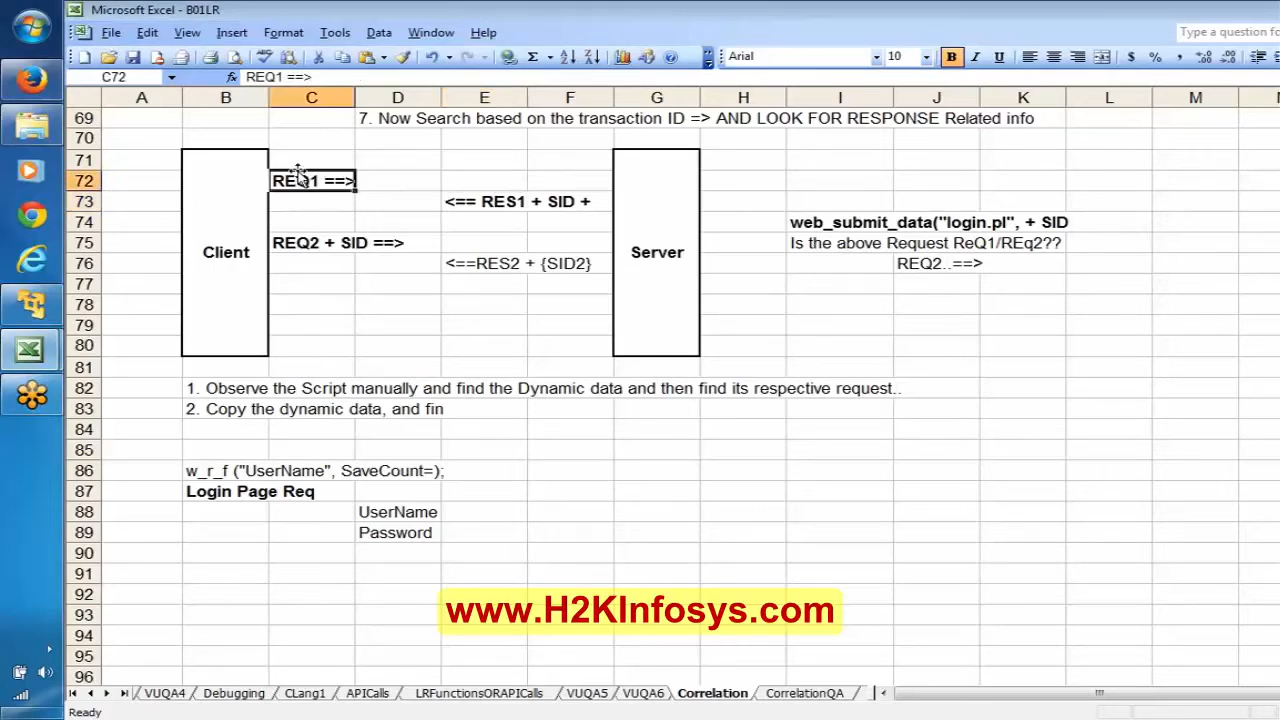 Microsoft Excel - B01LR
File Edit View Insert Format Tools Data Window Help
Type a question fo
Arial 10 B I U $ % ,
C72 fx REQ1 ==>
A B C D E F G H I J K L M
69 7. Now Search based on the transaction ID => AND LOOK FOR RESPONSE Related info
70
71
72 REQ1 ==>
73 <== RES1 + SID +
74 web_submit_data("login.pl", + SID
75 REQ2 + SID ==> Is the above Request ReQ1/REq2??
Client Server
76 <==RES2 + {SID2} REQ2..==>
77
78
79
80
81
82 1. Observe the Script manually and find the Dynamic data and then find its respective request..
83 2. Copy the dynamic data, and fin
84
85
86 w_r_f ("UserName", SaveCount=);
87 Login Page Req
88 UserName
89 Password
90
91
92
93
www.H2KInfosys.com
94
95
96
VUQA4 Debugging CLang1 APICalls LRFunctionsORAPICalls VUQA5 VUQA6 Correlation CorrelationQA
Ready